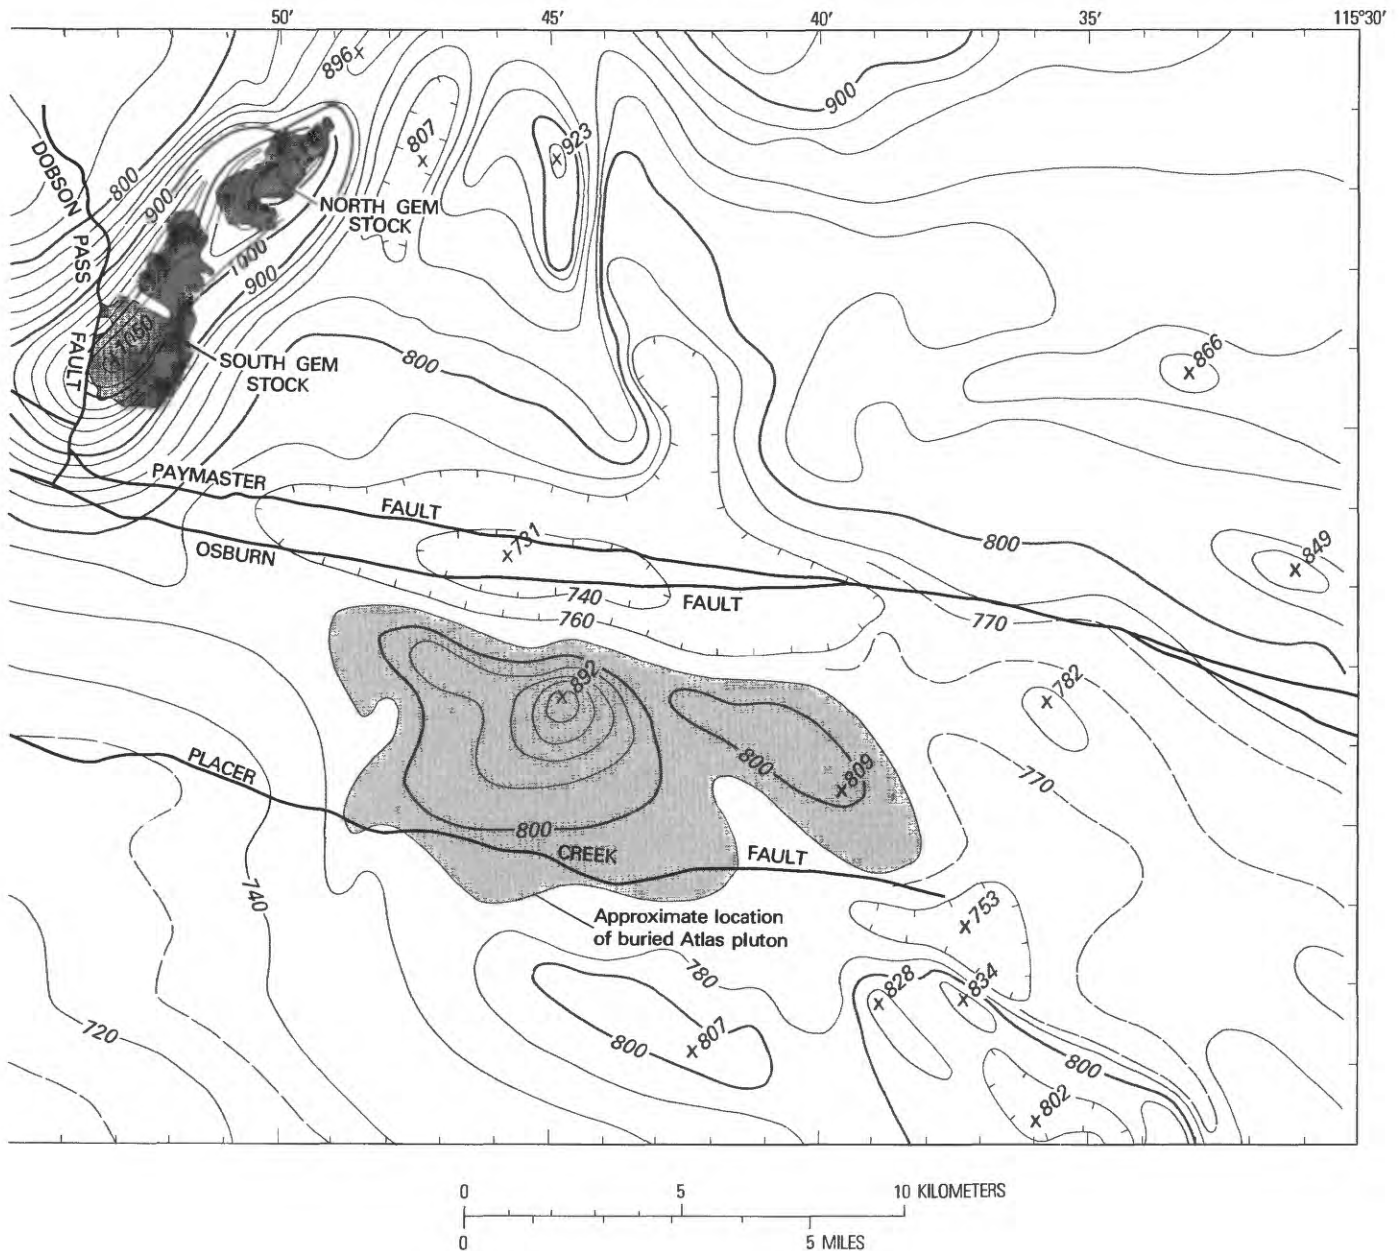 50' 45' 40' 35' 115°30'
896
900
807
923
DOBSON
PASS
FAULT
800
900
NORTH GEM
STOCK
1000
900
1150
SOUTH GEM
STOCK
800
866
PAYMASTER
FAULT
731
OSBURN
FAULT
740
760
800
849
770
892
782
800
809
770
PLACER
800
CREEK
FAULT
740
753
Approximate location
of buried Atlas pluton
780
828
834
720
800
807
800
802
0 5 10 KILOMETERS
0 5 MILES